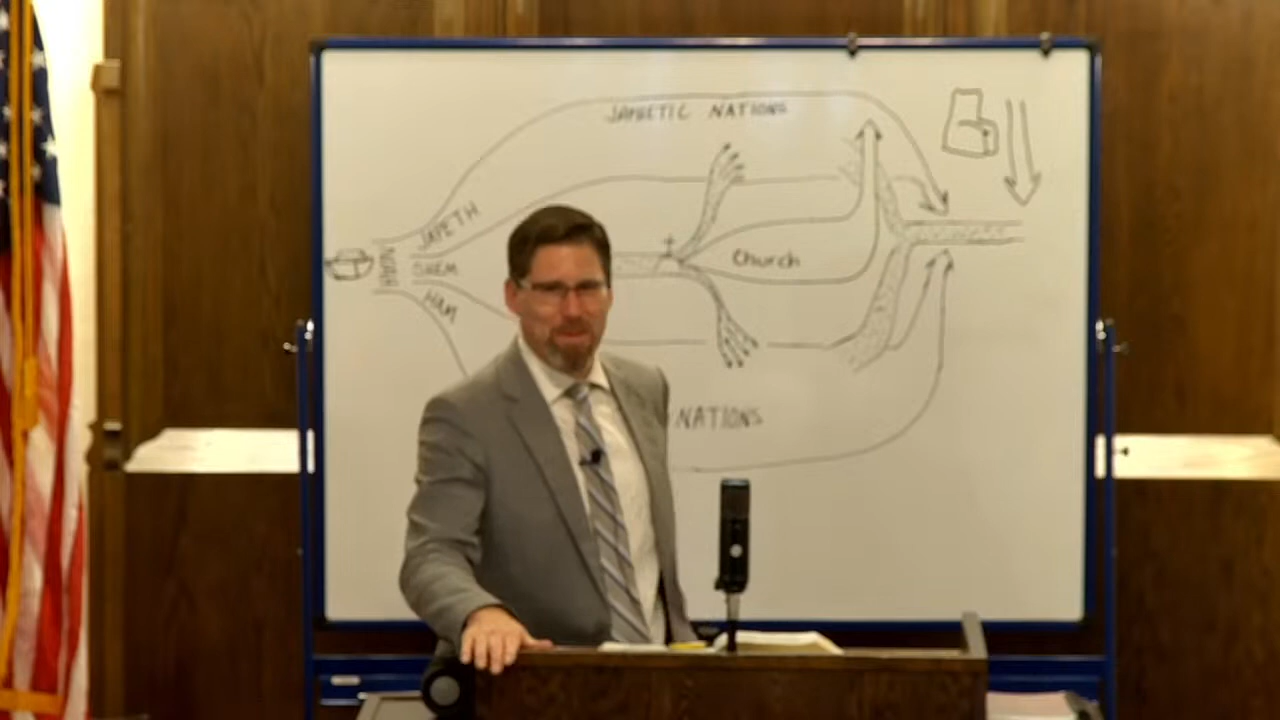 JAPHETIC NATIONS
JAPETH
NOAH
SHEM
HAM
Church
NATIONS